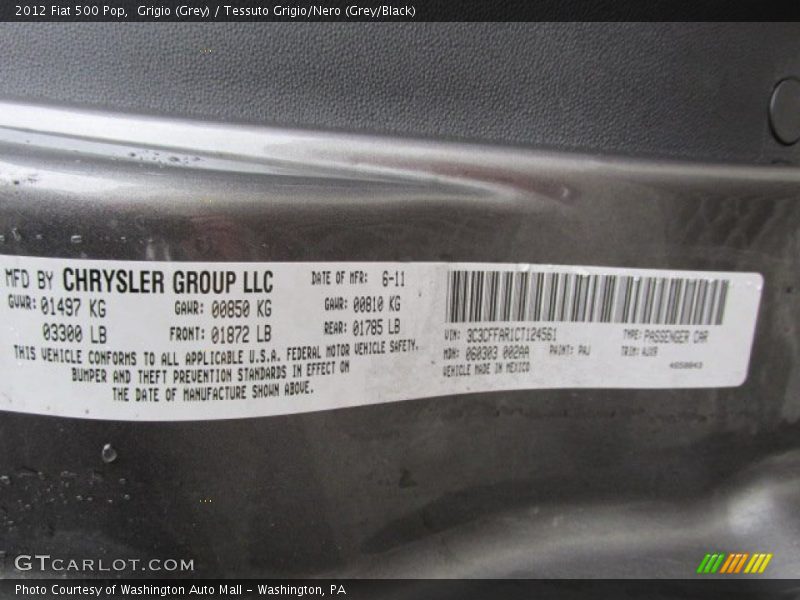 2012 Fiat 500 Pop,  Grigio (Grey) / Tessuto Grigio/Nero (Grey/Black)
MFD BY CHRYSLER GROUP LLC DATE OF MFR: 6-11
GVWR: 01497 KG GAWR: 00850 KG GAWR: 00810 KG
03300 LB FRONT: 01872 LB REAR: 01785 LB
THIS VEHICLE CONFORMS TO ALL APPLICABLE U.S.A. FEDERAL MOTOR VEHICLE SAFETY,
BUMPER AND THEFT PREVENTION STANDARDS IN EFFECT ON
THE DATE OF MANUFACTURE SHOWN ABOVE.
VIN: 3C3CFFAR1CT124561 TYPE: PASSENGER CAR
MDH: 060303 002AA PAINT: PAJ TRIM: AJX8
VEHICLE MADE IN MEXICO
GTCARLOT.COM
Photo Courtesy of Washington Auto Mall – Washington, PA